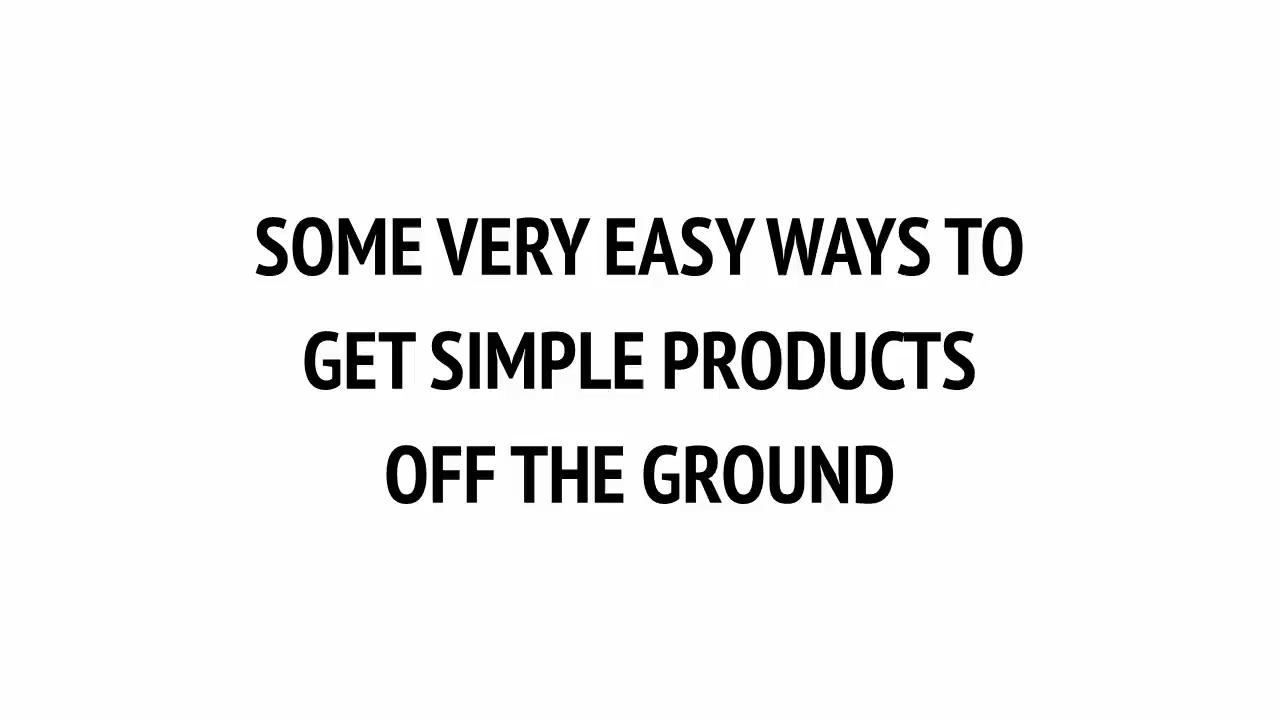 SOME VERY EASY WAYS TO
GET SIMPLE PRODUCTS
OFF THE GROUND